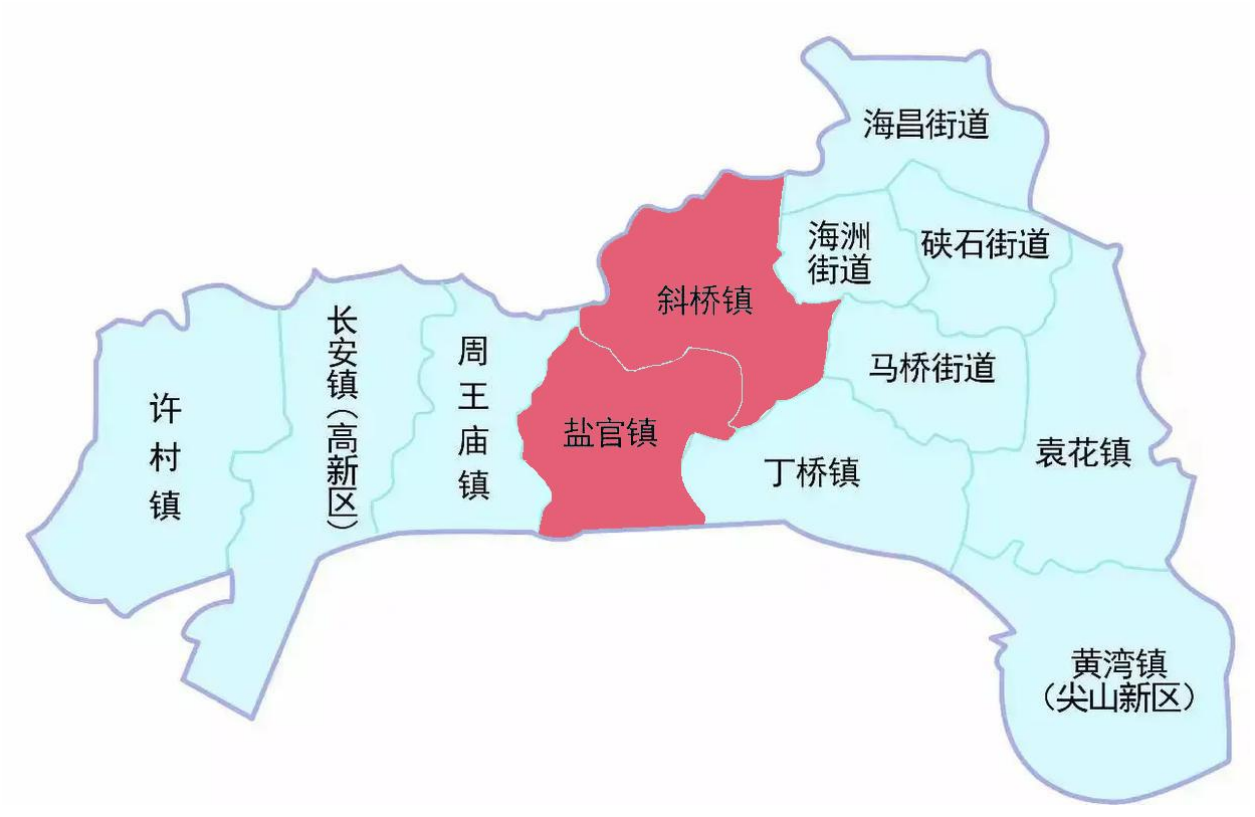 海昌街道
海洲
街道
硖石街道
斜桥镇
长安镇（高新区）
周王庙镇
马桥街道
许村镇
盐官镇
袁花镇
丁桥镇
黄湾镇
（尖山新区）